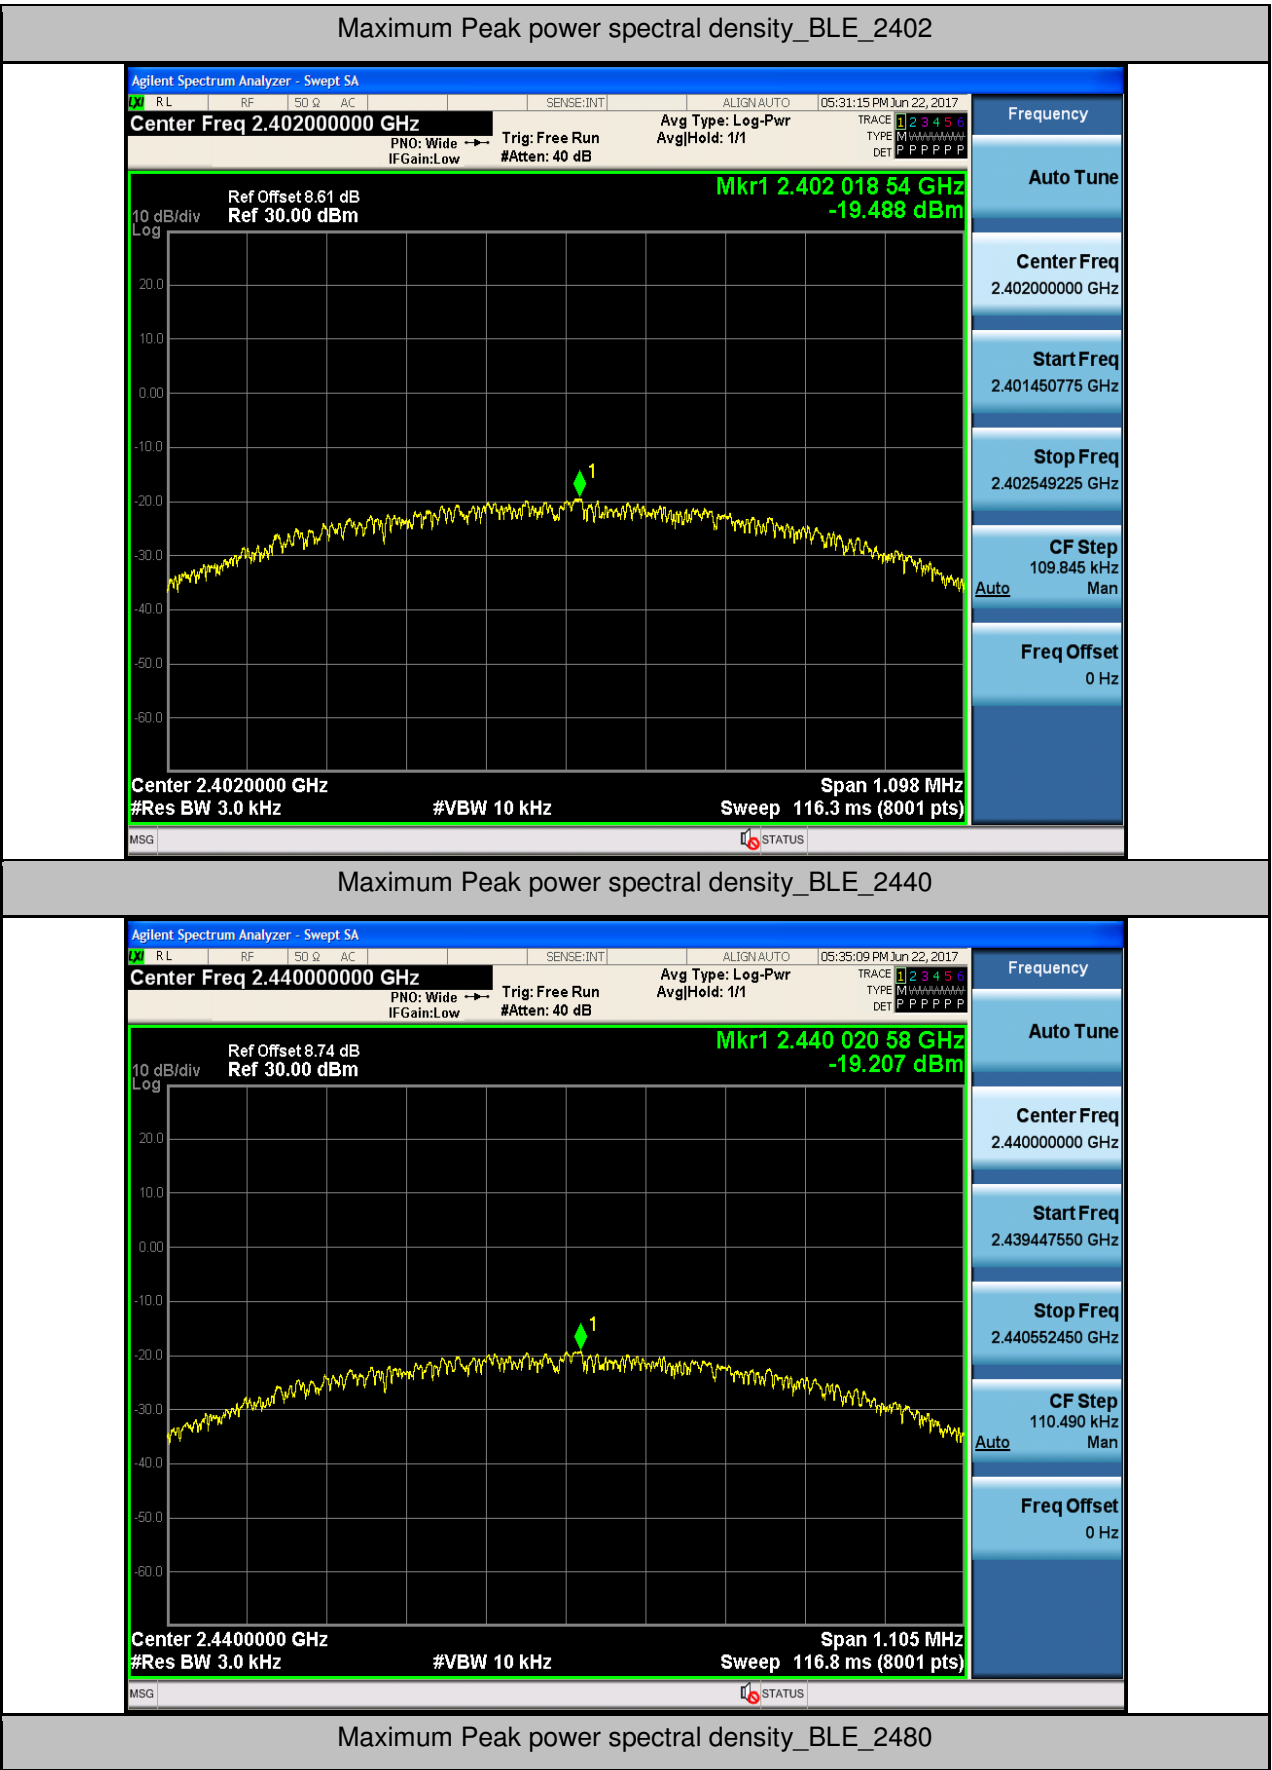 Maximum Peak power spectral density_BLE_2402
Agilent Spectrum Analyzer - Swept SA
LXI RL RF 50 Ω AC SENSE:INT ALIGN AUTO 05:31:15 PM Jun 22, 2017
Center Freq 2.402000000 GHz
PNO: Wide
IFGain:Low
Trig: Free Run
#Atten: 40 dB
Avg Type: Log-Pwr
Avg|Hold: 1/1
TRACE 1 2 3 4 5 6
TYPE M WWWWW
DET P P P P P P
Frequency
Auto Tune
Mkr1 2.402 018 54 GHz
-19.488 dBm
Ref Offset 8.61 dB
10 dB/div Ref 30.00 dBm
Log
20.0
10.0
0.00
-10.0
-20.0
-30.0
-40.0
-50.0
-60.0
1
Center Freq
2.402000000 GHz
Start Freq
2.401450775 GHz
Stop Freq
2.402549225 GHz
CF Step
109.845 kHz
Auto Man
Freq Offset
0 Hz
Center 2.4020000 GHz Span 1.098 MHz
#Res BW 3.0 kHz #VBW 10 kHz Sweep 116.3 ms (8001 pts)
MSG STATUS
Maximum Peak power spectral density_BLE_2440
Agilent Spectrum Analyzer - Swept SA
LXI RL RF 50 Ω AC SENSE:INT ALIGN AUTO 05:35:09 PM Jun 22, 2017
Center Freq 2.440000000 GHz
PNO: Wide
IFGain:Low
Trig: Free Run
#Atten: 40 dB
Avg Type: Log-Pwr
Avg|Hold: 1/1
TRACE 1 2 3 4 5 6
TYPE M WWWWW
DET P P P P P P
Frequency
Auto Tune
Mkr1 2.440 020 58 GHz
-19.207 dBm
Ref Offset 8.74 dB
10 dB/div Ref 30.00 dBm
Log
20.0
10.0
0.00
-10.0
-20.0
-30.0
-40.0
-50.0
-60.0
1
Center Freq
2.440000000 GHz
Start Freq
2.439447550 GHz
Stop Freq
2.440552450 GHz
CF Step
110.490 kHz
Auto Man
Freq Offset
0 Hz
Center 2.4400000 GHz Span 1.105 MHz
#Res BW 3.0 kHz #VBW 10 kHz Sweep 116.8 ms (8001 pts)
MSG STATUS
Maximum Peak power spectral density_BLE_2480